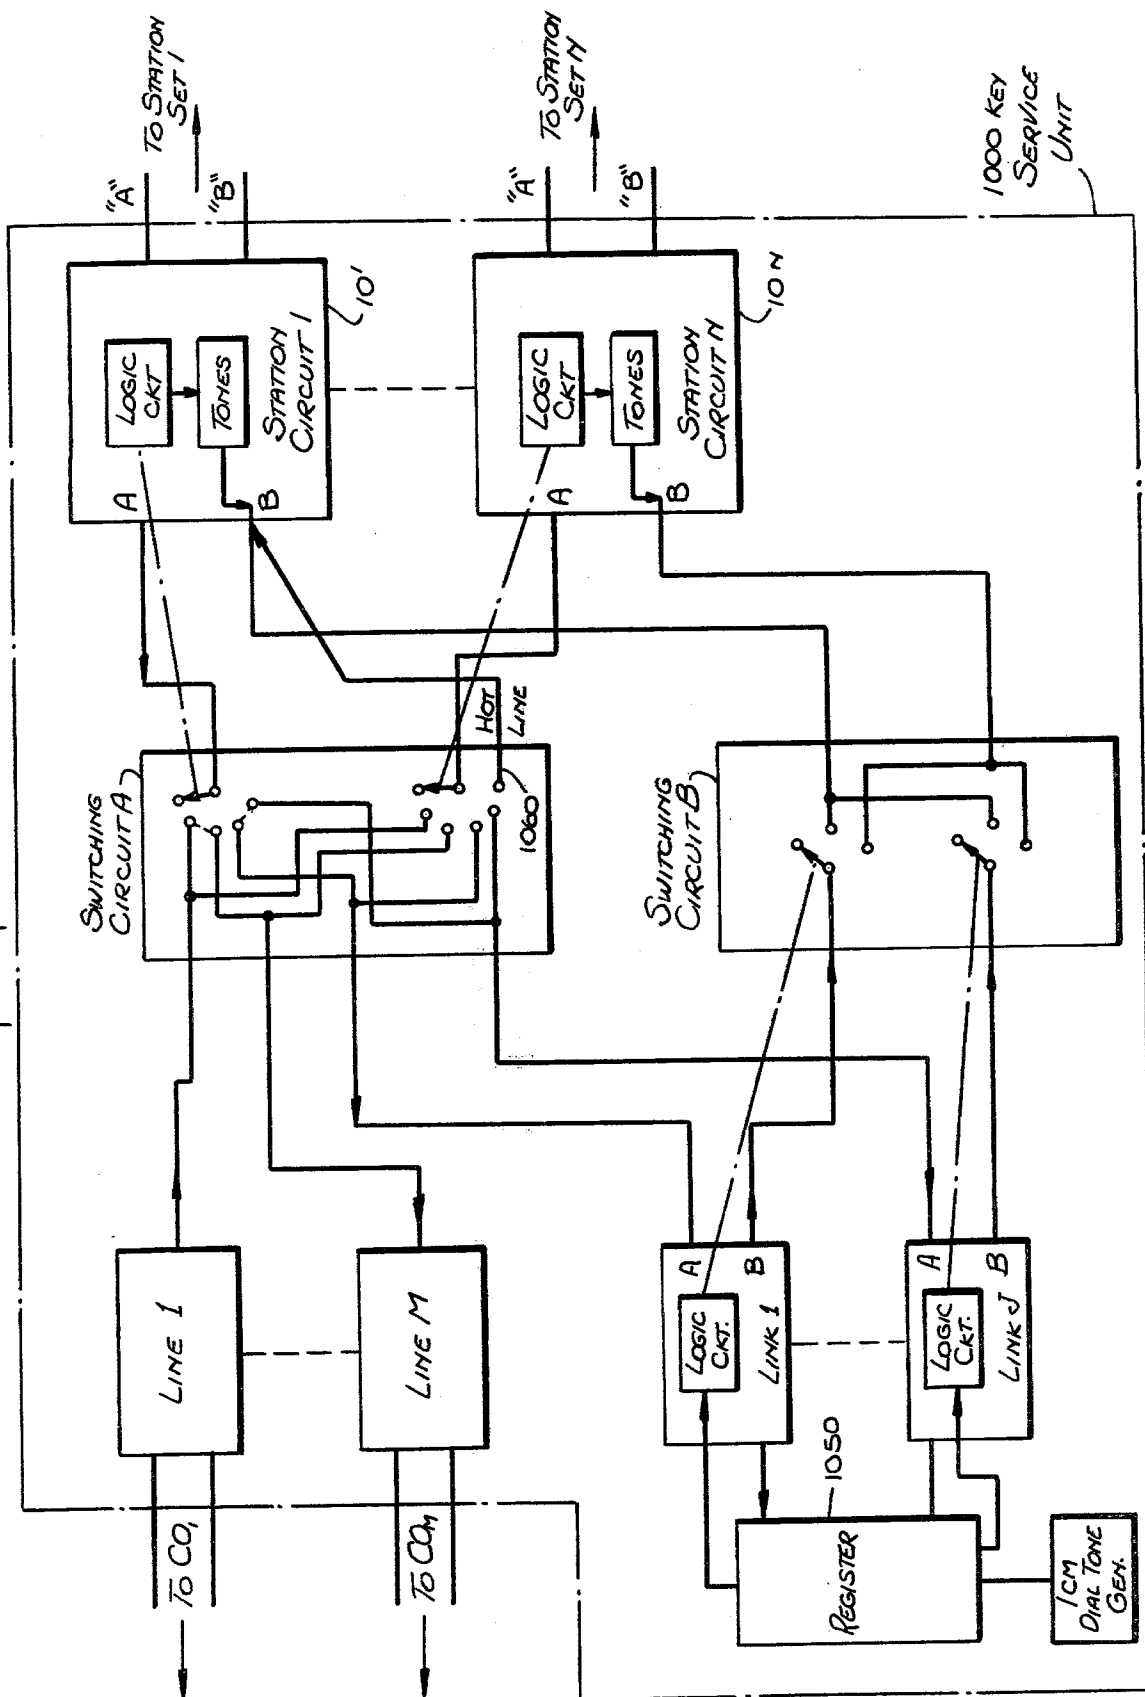 To CO1
To COM
LINE 1
LINE M
SWITCHING
CIRCUIT A
1060
HOT
LINE
A
LOGIC
CKT
TONES
B
STATION
CIRCUIT 1
10'
"A"
"B"
TO STATION
SET 1
A
LOGIC
CKT
TONES
B
STATION
CIRCUIT N
10N
"A"
"B"
TO STATION
SET N
1000 KEY
SERVICE
UNIT
SWITCHING
CIRCUIT B
A
B
LOGIC
CKT.
LINK 1
A
B
LOGIC
CKT.
LINK J
1050
REGISTER
ICM
DIAL TONE
GEN.